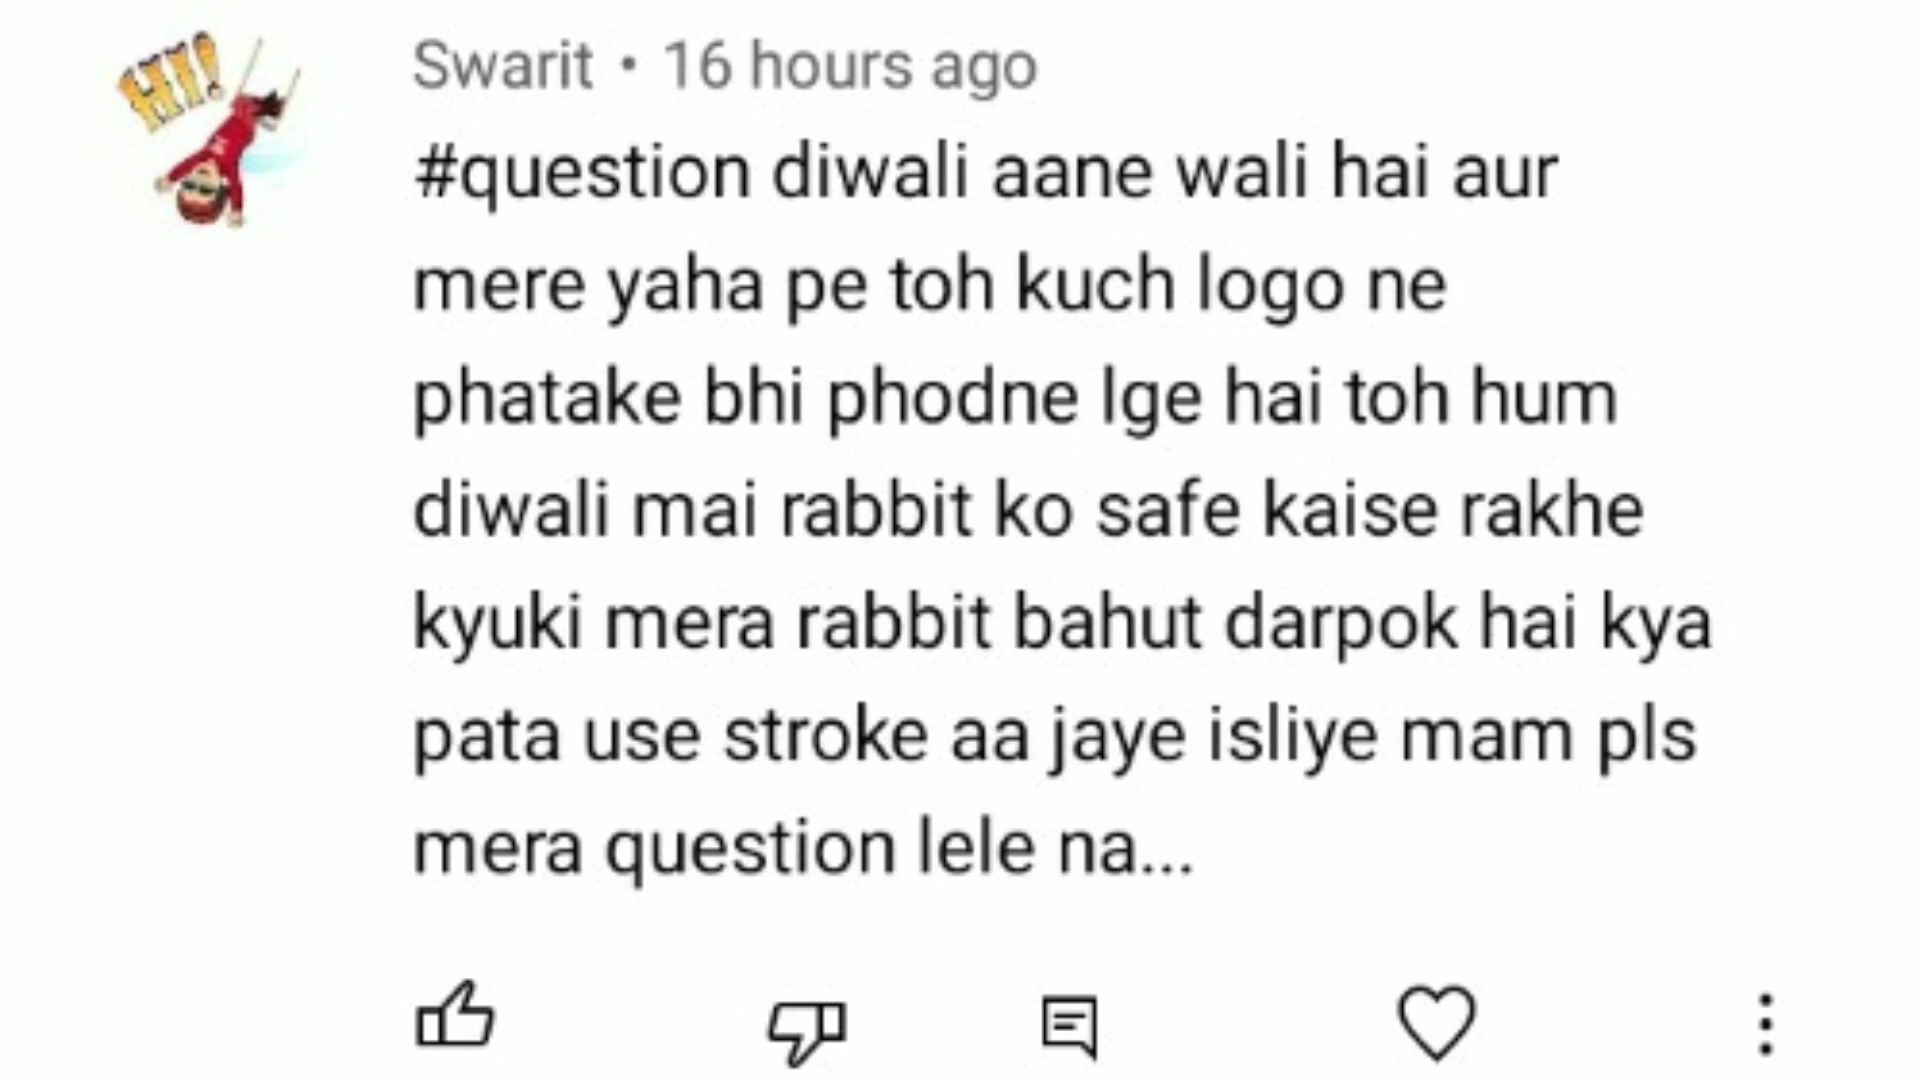 HI!
Swarit • 16 hours ago
#question diwali aane wali hai aur
mere yaha pe toh kuch logo ne
phatake bhi phodne lge hai toh hum
diwali mai rabbit ko safe kaise rakhe
kyuki mera rabbit bahut darpok hai kya
pata use stroke aa jaye isliye mam pls
mera question lele na...